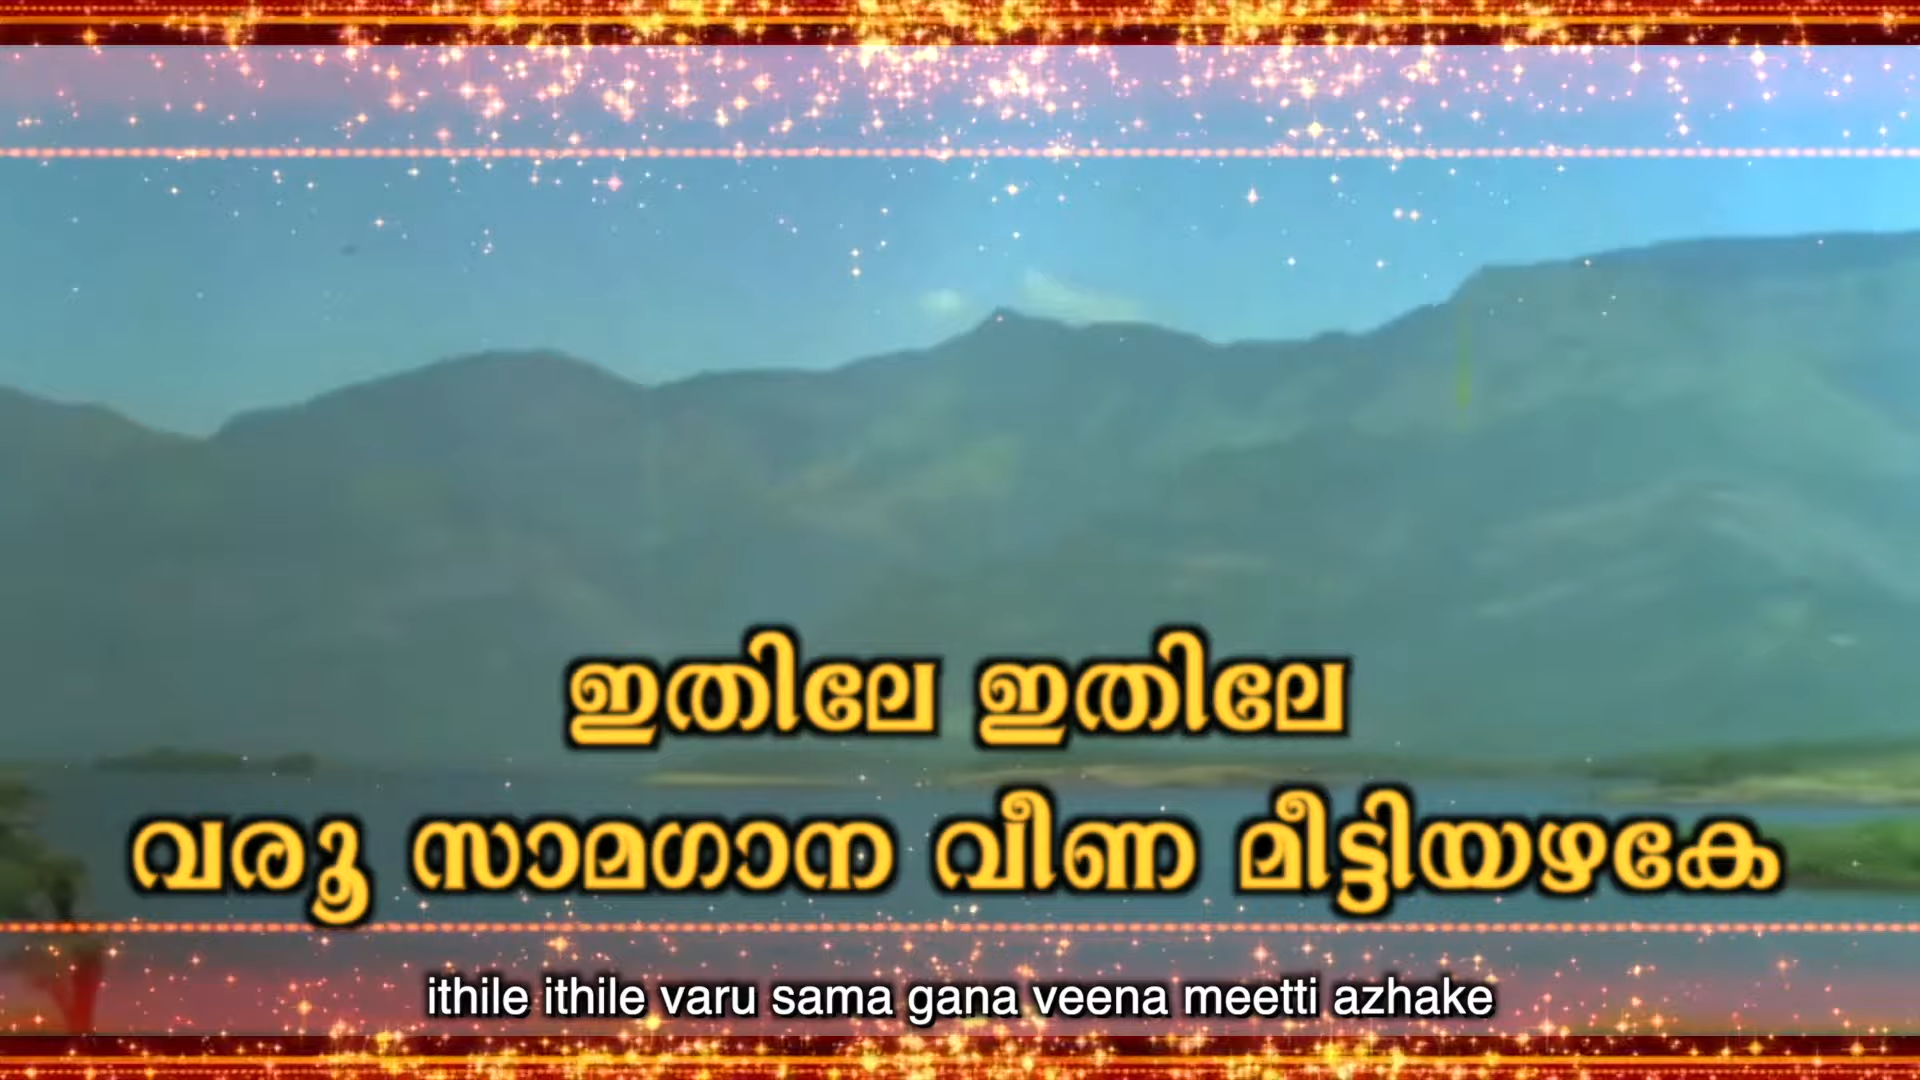 ഇതിലേ ഇതിലേ
വരൂ സാമഗാന വീണ മീട്ടിയഴകേ
ithile ithile varu sama gana veena meetti azhake